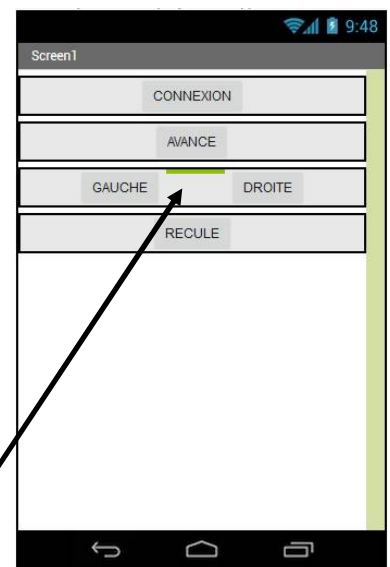 9:48
Screen1
CONNEXION
AVANCE
GAUCHE DROITE
RECULE